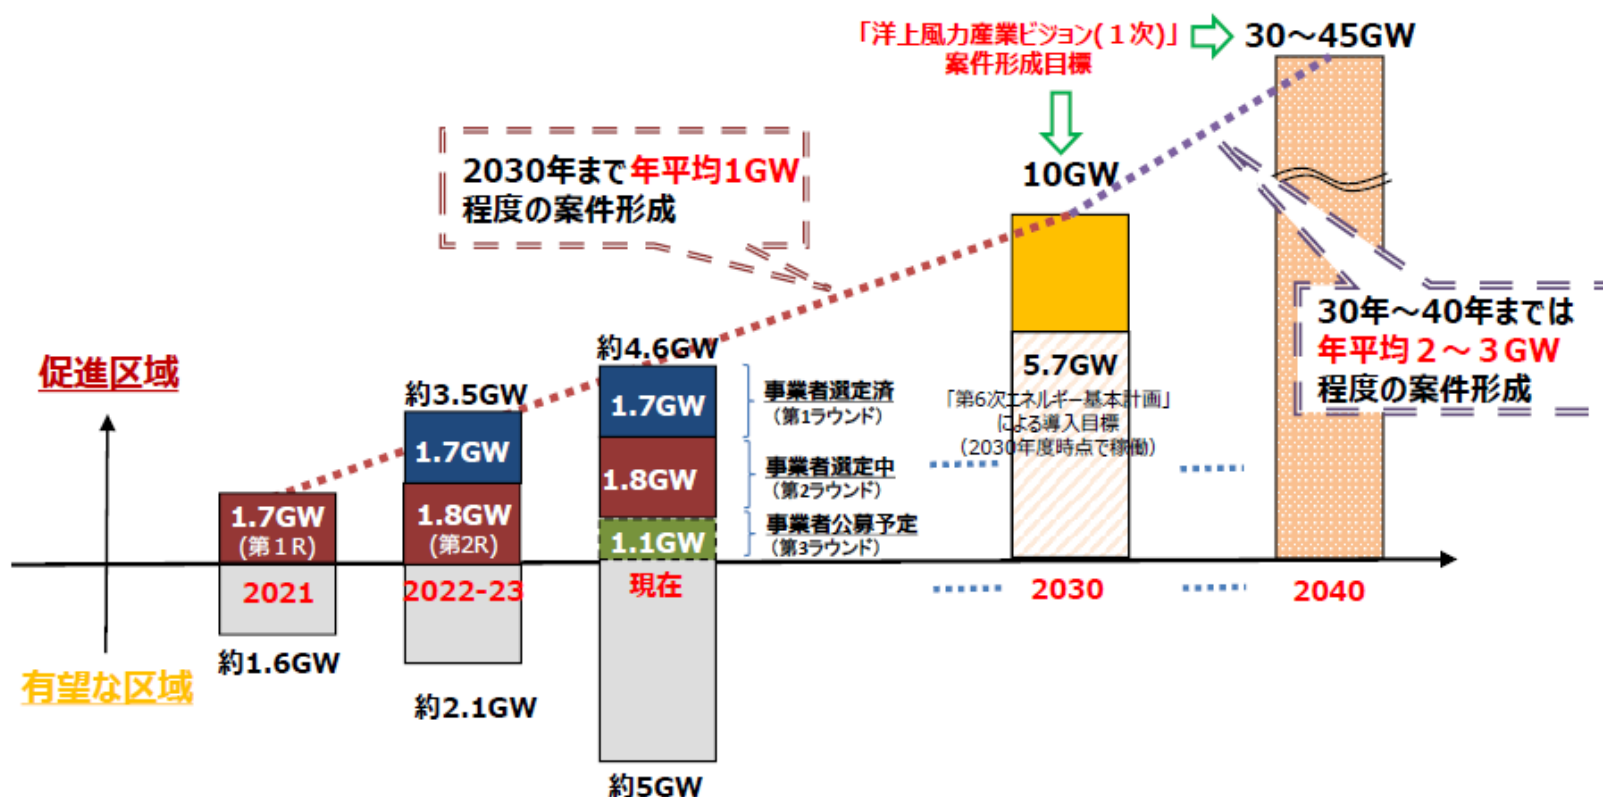 「洋上風力産業ビジョン(１次)」
案件形成目標
30～45GW
10GW
2030年まで年平均1GW
程度の案件形成
30年～40年までは
年平均２～３GW
程度の案件形成
促進区域
有望な区域
1.7GW
(第１R)
2021
約1.6GW
約3.5GW
1.7GW
1.8GW
(第2R)
2022-23
約2.1GW
約4.6GW
1.7GW
1.8GW
1.1GW
現在
約5GW
事業者選定済
（第1ラウンド）
事業者選定中
（第2ラウンド）
事業者公募予定
（第3ラウンド）
5.7GW
「第6次エネルギー基本計画」
による導入目標
（2030年度時点で稼働）
2030
2040